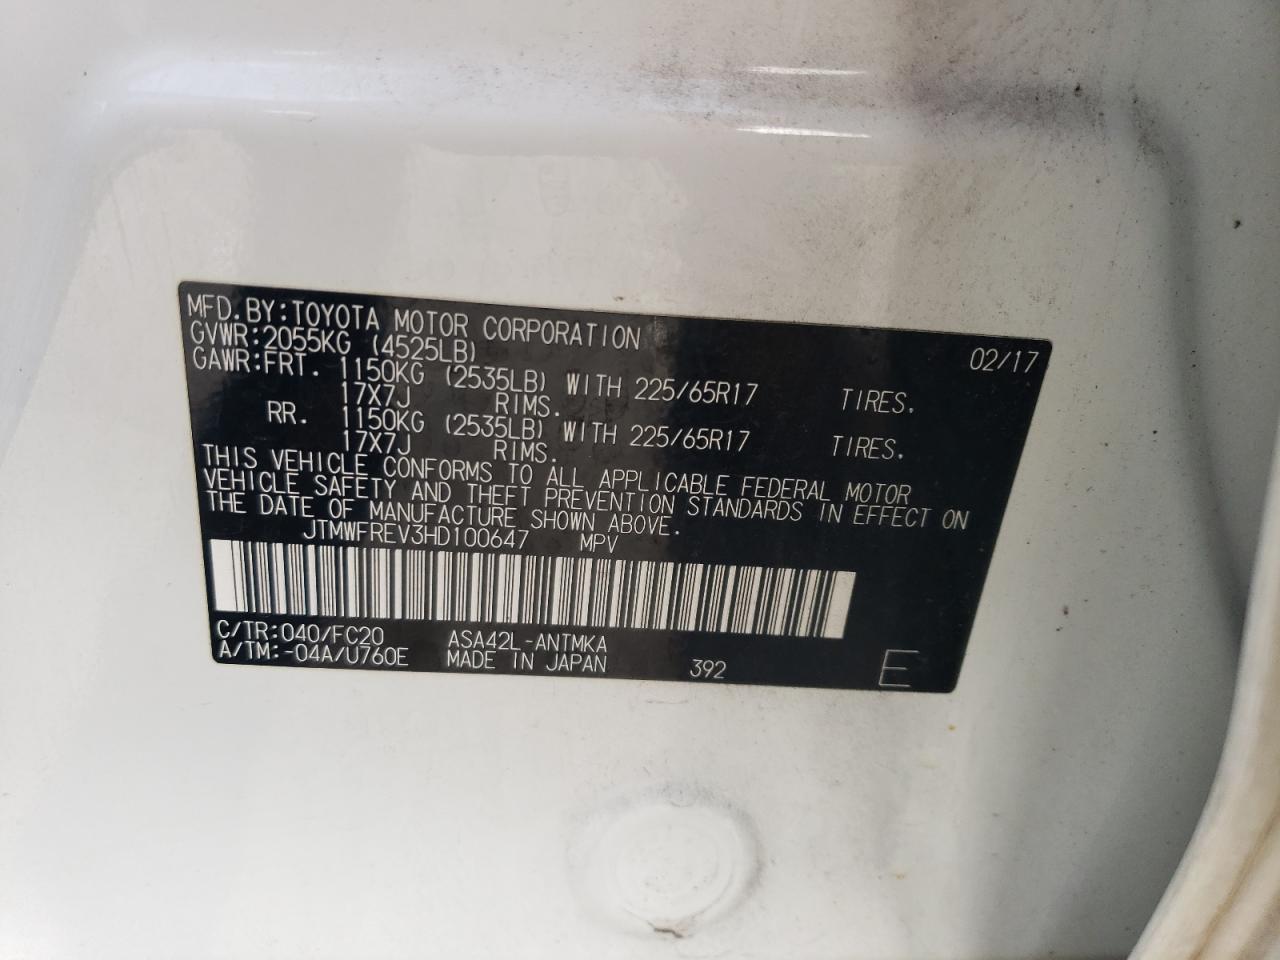 MFD.BY:TOYOTA MOTOR CORPORATION 02/17
GVWR:2055KG (4525LB)
GAWR:FRT. 1150KG (2535LB) WITH 225/65R17 TIRES.
17X7J RIMS.
RR. 1150KG (2535LB) WITH 225/65R17 TIRES.
17X7J RIMS.
THIS VEHICLE CONFORMS TO ALL APPLICABLE FEDERAL MOTOR
VEHICLE SAFETY AND THEFT PREVENTION STANDARDS IN EFFECT ON
THE DATE OF MANUFACTURE SHOWN ABOVE.
JTMWFREV3HD100647 MPV
C/TR:040/FC20 ASA42L-ANTMKA
A/TM:-04A/U760E MADE IN JAPAN 392 E